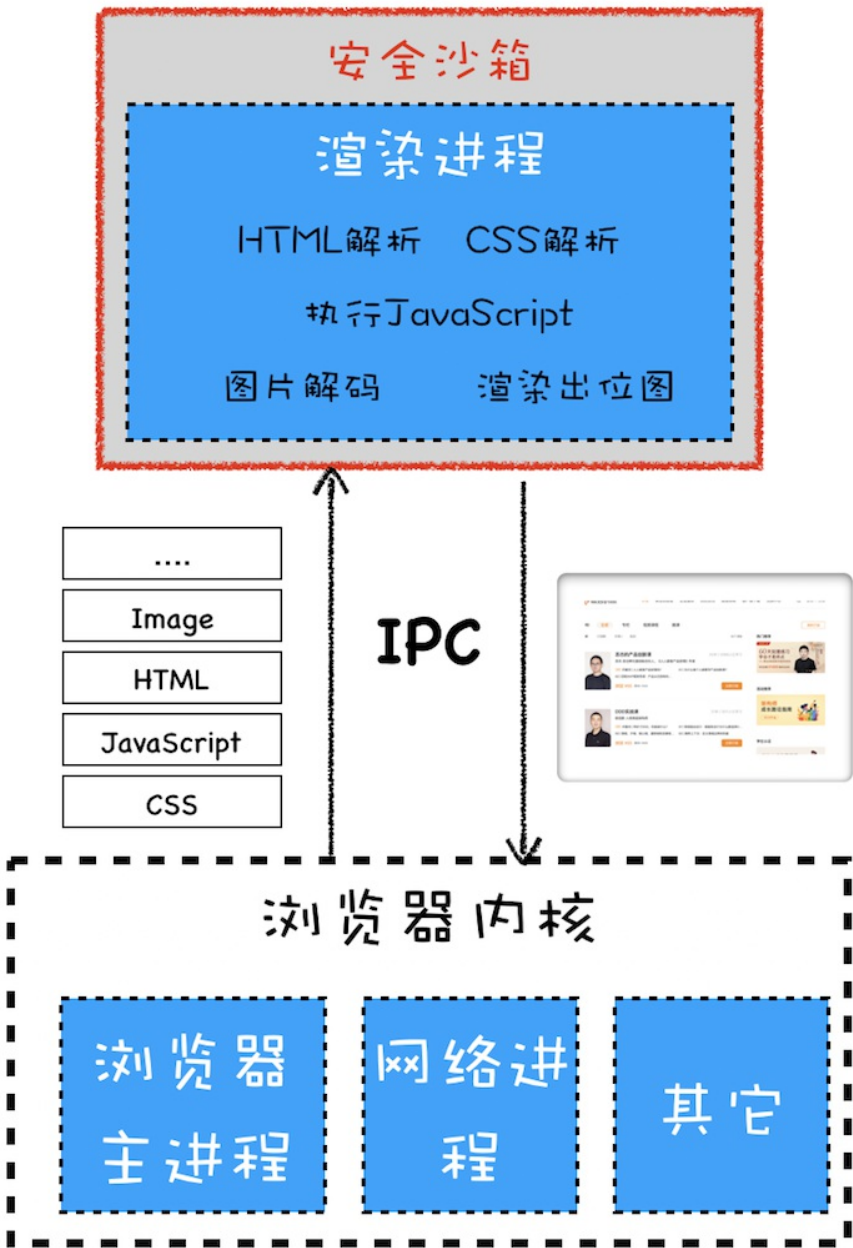 安全沙箱
渲染进程
HTML解析 CSS解析
执行JavaScript
图片解码 渲染出位图
....
Image
HTML
JavaScript
CSS
IPC
浏览器内核
浏览器
主进程
网络进
程
其它